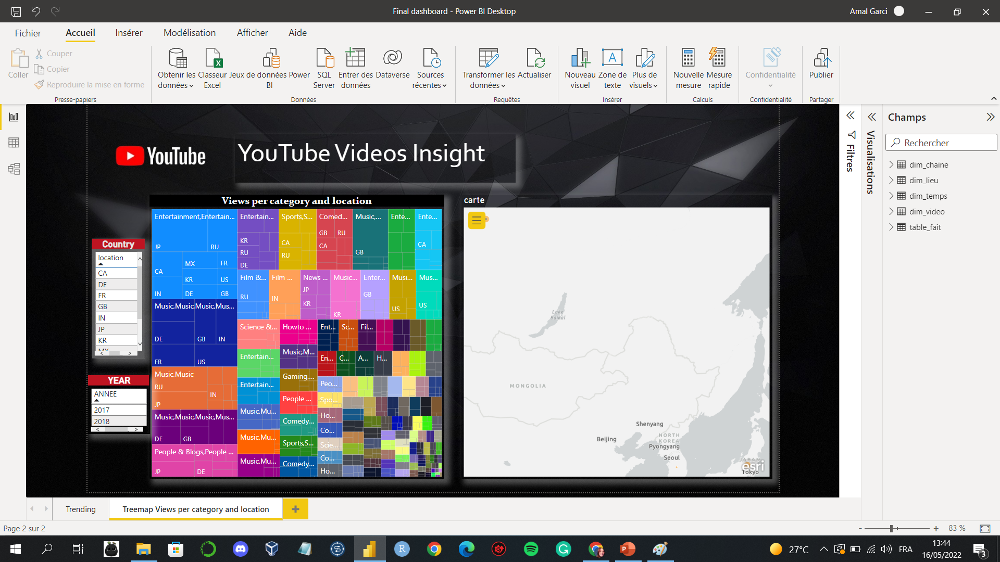 Final dashboard - Power BI Desktop
Amal Garci
Fichier
Accueil
Insérer
Modélisation
Afficher
Aide
Coller
Couper
Copier
Reproduire la mise en forme
Presse-papiers
Obtenir les
données
Classeur
Excel
Jeux de données Power
BI
SQL
Server
Entrer des
données
Dataverse
Sources
récentes
Données
Transformer les
données
Actualiser
Requêtes
Nouveau
visuel
Zone de
texte
Plus de
visuels
Insérer
Nouvelle
mesure
Mesure
rapide
Calculs
Confidentialité
Confidentialité
Publier
Partager
YouTube
YouTube Videos Insight
Country
location
CA
DE
FR
GB
IN
JP
KR
YEAR
ANNEE
2017
2018
Views per category and location
Entertainment,Entertain...
JP
RU
CA
MX
FR
KR
US
IN
DE
GB
Music,Music,Music,Mus...
DE
GB
IN
FR
US
Music,Music
RU
IN
JP
Music,Music,Music,Mus...
DE
GB
People & Blogs,People ...
JP
DE
Entertain...
KR
RU
DE
Sports,S...
CA
RU
Comed...
GB
RU
CA
Music,...
GB
Ente...
Ente...
CA
Film &...
RU
Film ...
IN
News ...
JP
KR
Music...
KR
Enter...
GB
Musi...
US
Mus...
US
Science &...
Entertain...
Entertain...
Music,Mu...
Music,Mu...
Music,Mu...
Howto ...
Music,M...
Gaming,...
People ...
Comedy...
Sports,S...
Comedy...
Ent...
Sc...
Fil...
En...
C...
A...
H...
Peo...
Spo...
Ho...
Co...
Scie...
Co...
Ho...
carte
Lake
Baikal
MONGOLIA
Shenyang
Beijing
NORTH
KOREA
Pyongyang
Seoul
JAPAN
esri
Tokyo
Filtres
Visualisations
Champs
Rechercher
dim_chaine
dim_lieu
dim_temps
dim_video
table_fait
Trending
Treemap Views per category and location
Page 2 sur 2
- + 83 %
27°C
FRA
13:44
16/05/2022
3